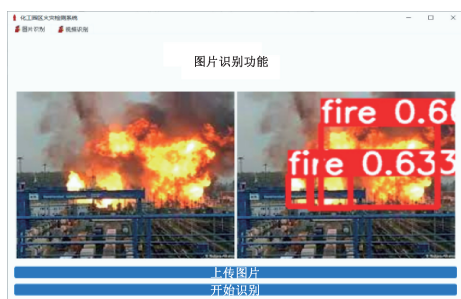 化工园区火灾检测系统
图片识别 视频识别
图片识别功能
fire 0.66
fire 0.633
上传图片
开始识别